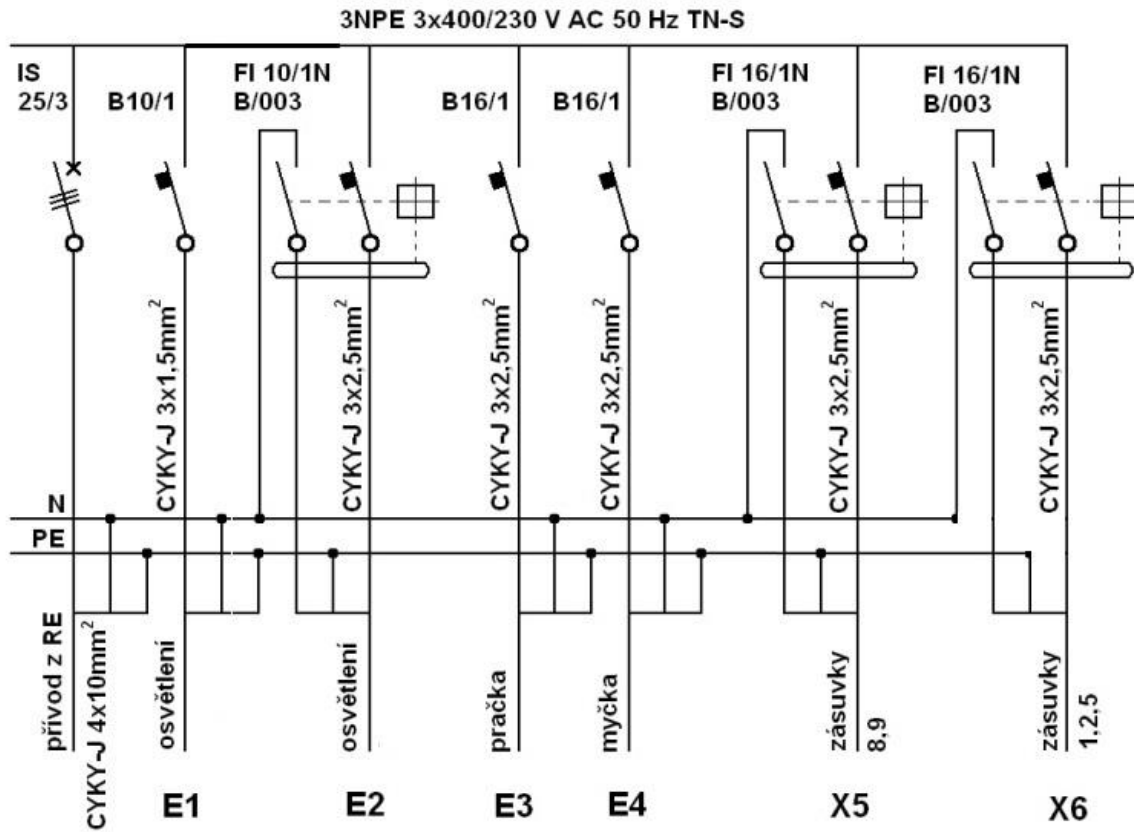 3NPE 3x400/230 V AC 50 Hz TN-S
IS
25/3
B10/1
FI 10/1N
B/003
B16/1
B16/1
FI 16/1N
B/003
FI 16/1N
B/003
CYKY-J 3x1,5mm²
CYKY-J 3x2,5mm²
CYKY-J 3x2,5mm²
CYKY-J 3x2,5mm²
CYKY-J 3x2,5mm²
CYKY-J 3x2,5mm²
N
PE
přívod z RE
CYKY-J 4x10mm²
osvětlení
osvětlení
pračka
myčka
zásuvky
8,9
zásuvky
1,2,5
E1
E2
E3
E4
X5
X6